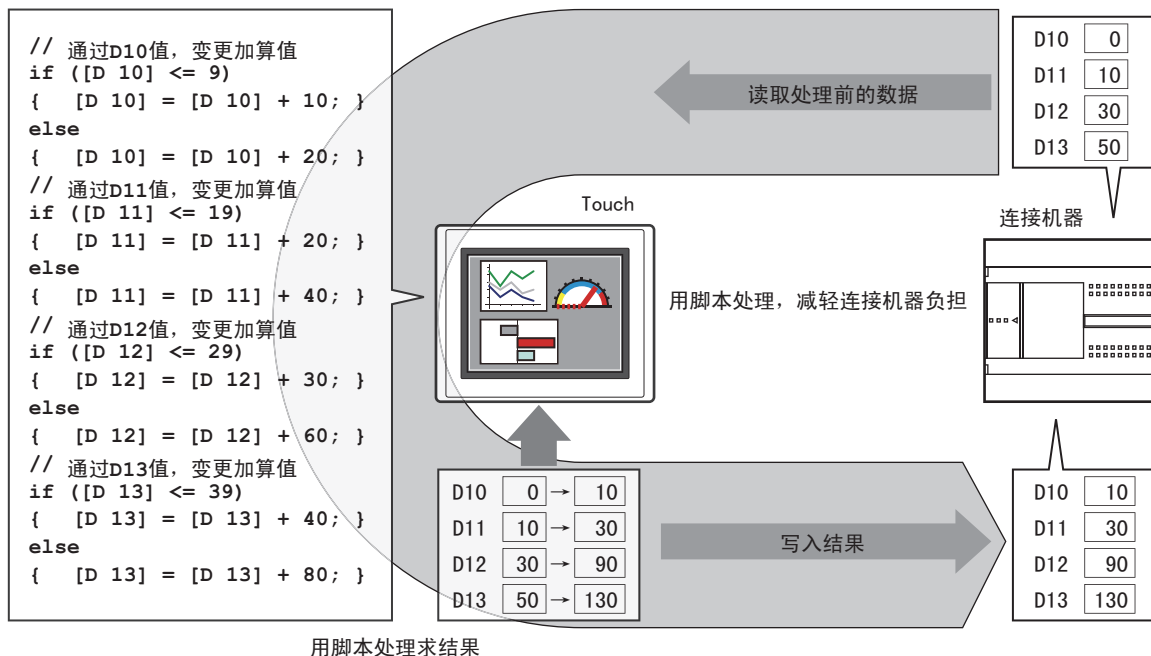 // 通过D10值，变更加算值
if ([D 10] <= 9)
{ [D 10] = [D 10] + 10; }
else
{ [D 10] = [D 10] + 20; }
// 通过D11值，变更加算值
if ([D 11] <= 19)
{ [D 11] = [D 11] + 20; }
else
{ [D 11] = [D 11] + 40; }
// 通过D12值，变更加算值
if ([D 12] <= 29)
{ [D 12] = [D 12] + 30; }
else
{ [D 12] = [D 12] + 60; }
// 通过D13值，变更加算值
if ([D 13] <= 39)
{ [D 13] = [D 13] + 40; }
else
{ [D 13] = [D 13] + 80; }
读取处理前的数据
D10 0
D11 10
D12 30
D13 50
Touch
连接机器
用脚本处理，减轻连接机器负担
D10 0 → 10
D11 10 → 30
D12 30 → 90
D13 50 → 130
写入结果
D10 10
D11 30
D12 90
D13 130
用脚本处理求结果